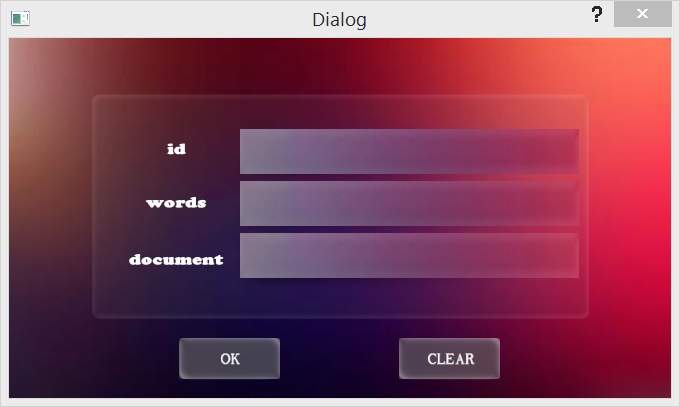 Dialog
id
words
document
OK
CLEAR